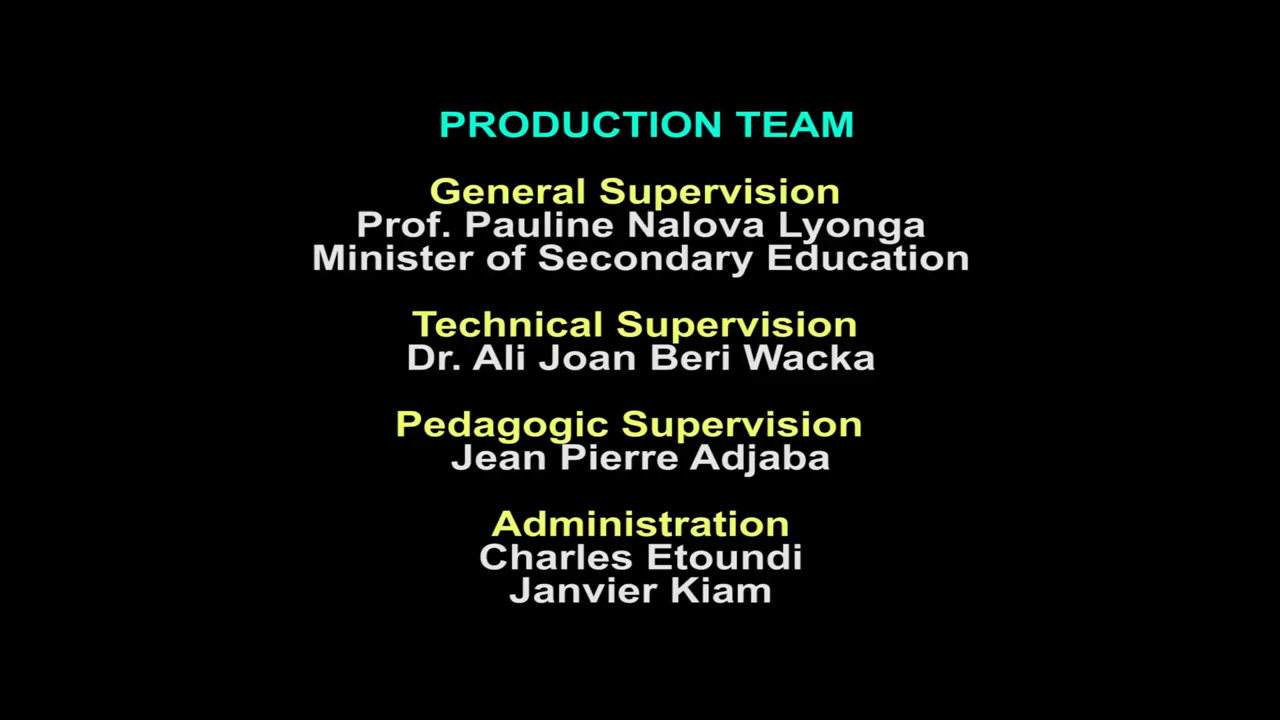 PRODUCTION TEAM
General Supervision
Prof. Pauline Nalova Lyonga
Minister of Secondary Education
Technical Supervision
Dr. Ali Joan Beri Wacka
Pedagogic Supervision
Jean Pierre Adjaba
Administration
Charles Etoundi
Janvier Kiam